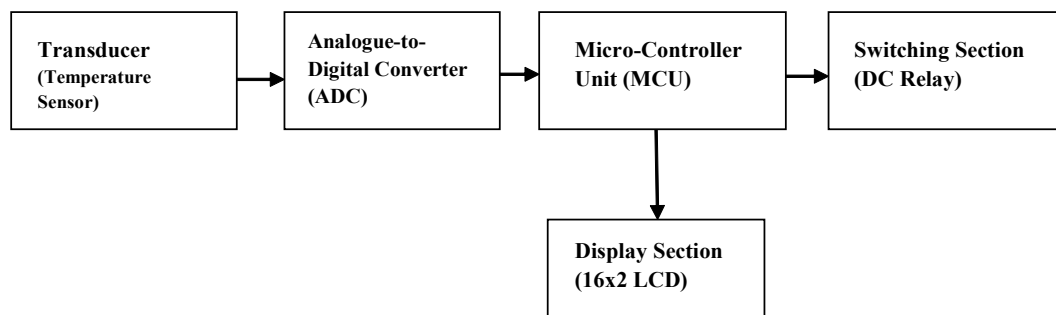 Transducer
(Temperature
Sensor)
Analogue-to-
Digital Converter
(ADC)
Micro-Controller
Unit (MCU)
Switching Section
(DC Relay)
Display Section
(16x2 LCD)